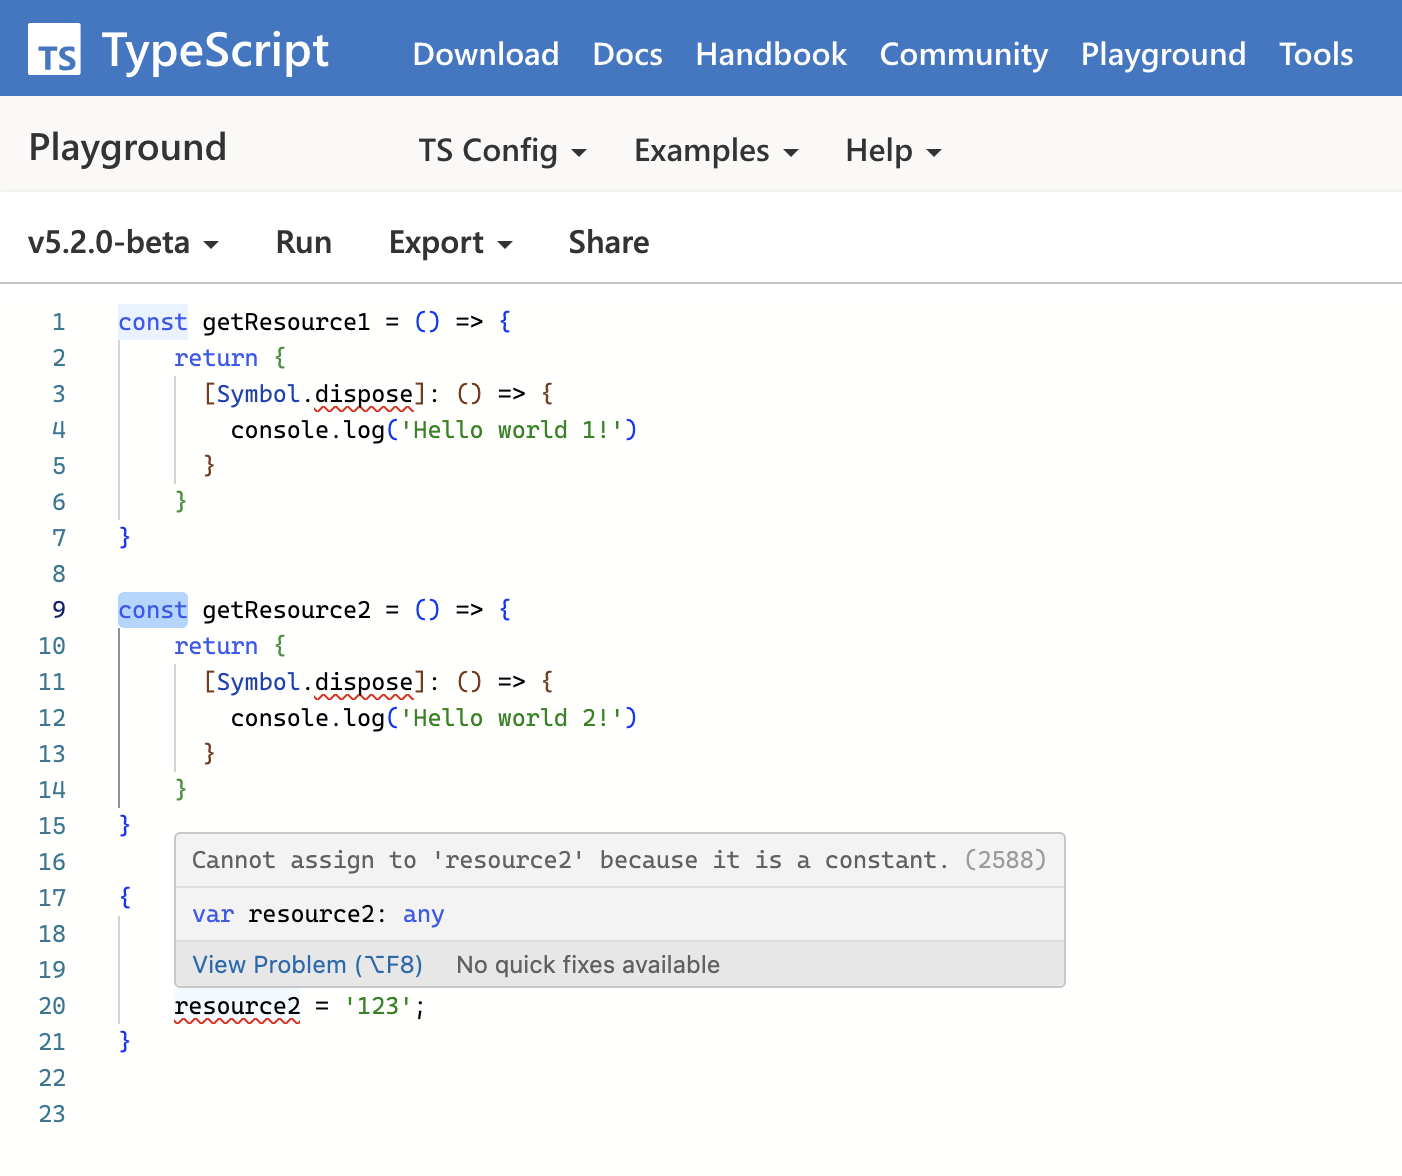 TS TypeScript Download Docs Handbook Community Playground Tools
Playground TS Config Examples Help
v5.2.0-beta Run Export Share
1 const getResource1 = () => {
2 return {
3 [Symbol.dispose]: () => {
4 console.log('Hello world 1!')
5 }
6 }
7 }
8
9 const getResource2 = () => {
10 return {
11 [Symbol.dispose]: () => {
12 console.log('Hello world 2!')
13 }
14 }
15 }
16 Cannot assign to 'resource2' because it is a constant. (2588)
17 {
18 var resource2: any
19 View Problem (⌥F8) No quick fixes available
20 resource2 = '123';
21 }
22
23